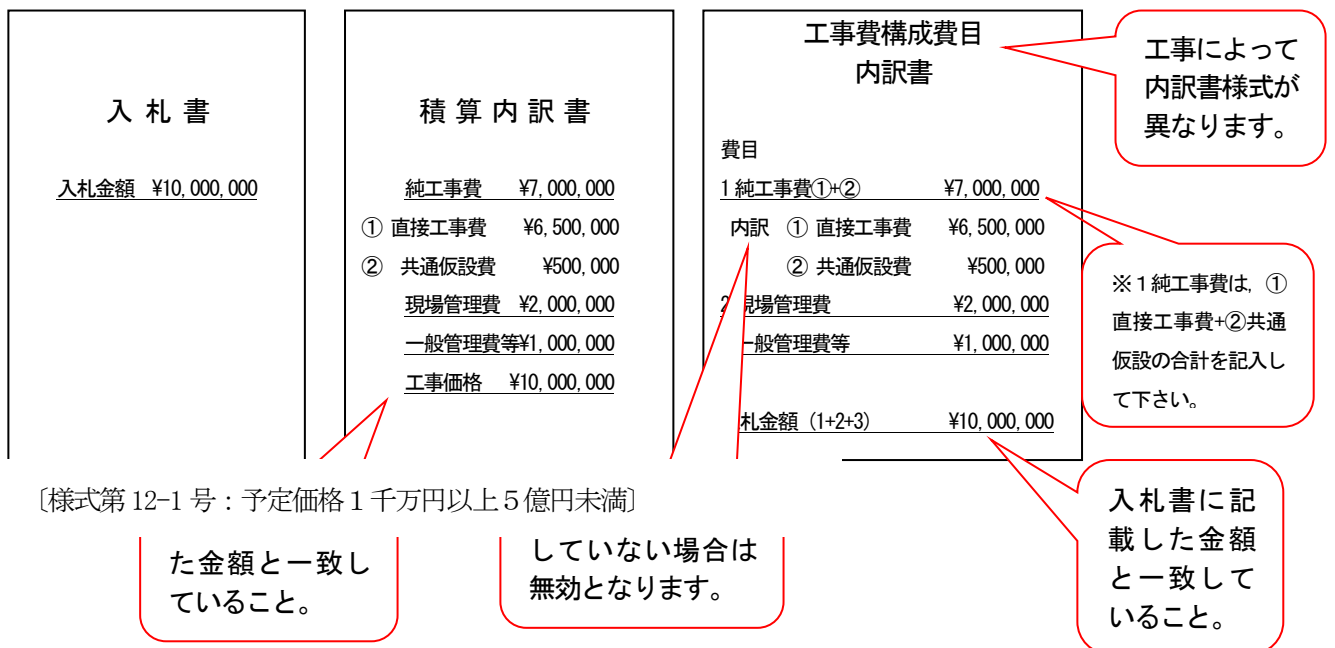 入 札 書
入札金額 ¥10,000,000
積 算 内 訳 書
純工事費 ¥7,000,000
① 直接工事費 ¥6,500,000
② 共通仮設費 ¥500,000
現場管理費 ¥2,000,000
一般管理費等¥1,000,000
工事価格 ¥10,000,000
工事費構成費目
内訳書
費目
1 純工事費①+② ¥7,000,000
内訳 ① 直接工事費 ¥6,500,000
② 共通仮設費 ¥500,000
2 現場管理費 ¥2,000,000
一般管理費等 ¥1,000,000
札金額 (1+2+3) ¥10,000,000
工事によって
内訳書様式が
異なります。
※1純工事費は、①
直接工事費+②共通
仮設の合計を記入し
て下さい。
〔様式第 12-1 号：予定価格１千万円以上５億円未満〕
た金額と一致し
ていること。
していない場合は
無効となります。
入札書に記
載した金額
と一致して
いること。